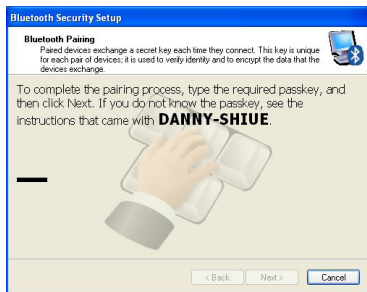 Bluetooth Security Setup
Bluetooth Pairing
Paired devices exchange a secret key each time they connect. This key is unique
for each pair of devices; it is used to verify identity and to encrypt the data that the
devices exchange.
To complete the pairing process, type the required passkey, and
then click Next. If you do not know the passkey, see the
instructions that came with DANNY-SHIUE.
< Back
Next >
Cancel